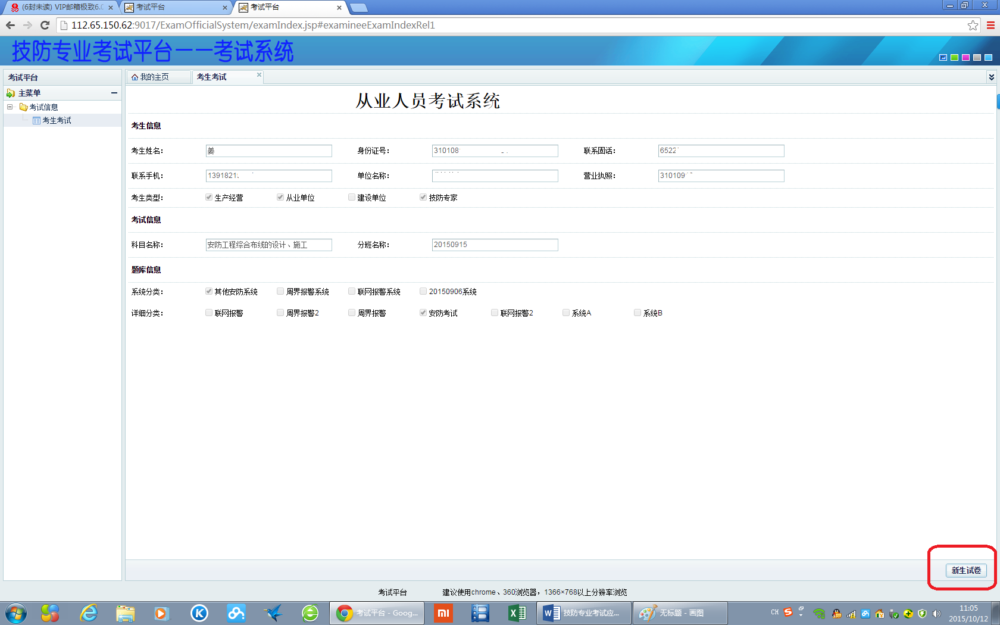 (6封未读) VIP邮箱极致6.0
考试平台
考试平台
112.65.150.62:9017/ExamOfficialSystem/examIndex.jsp#examineeExamIndexRel1
技防专业考试平台一一考试系统
考试平台
我的主页
考生考试
主菜单
考试信息
考生考试
从业人员考试系统
考生信息
考生姓名： 姜 身份证号： 310108 联系固话： 6522
联系手机： 1391821 单位名称： 营业执照： 310109
考生类型： 生产经营 从业单位 建设单位 技防专家
考试信息
科目名称： 安防工程综合布线的设计、施工 分班名称： 20150915
题库信息
系统分类： 其他安防系统 周界报警系统 联网报警系统 20150906系统
详细分类： 联网报警 周界报警2 周界报警 安防考试 联网报警2 系统A 系统B
新生试卷
考试平台 建议使用chrome、360浏览器，1366×768以上分辨率浏览
考试平台 - Goog...
技防专业考试应...
无标题 - 画图
CH
11:05
2015/10/12